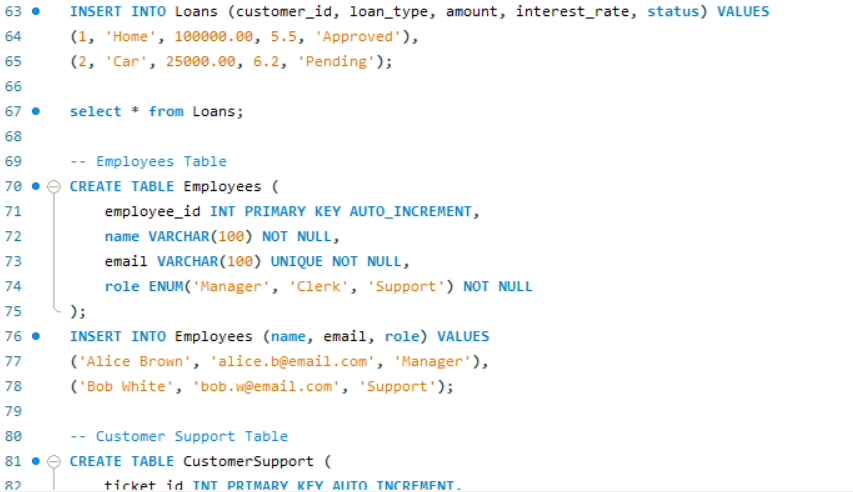 63 INSERT INTO Loans (customer_id, loan_type, amount, interest_rate, status) VALUES
64 (1, 'Home', 100000.00, 5.5, 'Approved'),
65 (2, 'Car', 25000.00, 6.2, 'Pending');
66
67 select * from Loans;
68
69 -- Employees Table
70 CREATE TABLE Employees (
71 employee_id INT PRIMARY KEY AUTO_INCREMENT,
72 name VARCHAR(100) NOT NULL,
73 email VARCHAR(100) UNIQUE NOT NULL,
74 role ENUM('Manager', 'Clerk', 'Support') NOT NULL
75 );
76 INSERT INTO Employees (name, email, role) VALUES
77 ('Alice Brown', 'alice.b@email.com', 'Manager'),
78 ('Bob White', 'bob.w@email.com', 'Support');
79
80 -- Customer Support Table
81 CREATE TABLE CustomerSupport (
82 ticket_id INT PRIMARY KEY AUTO_INCREMENT,